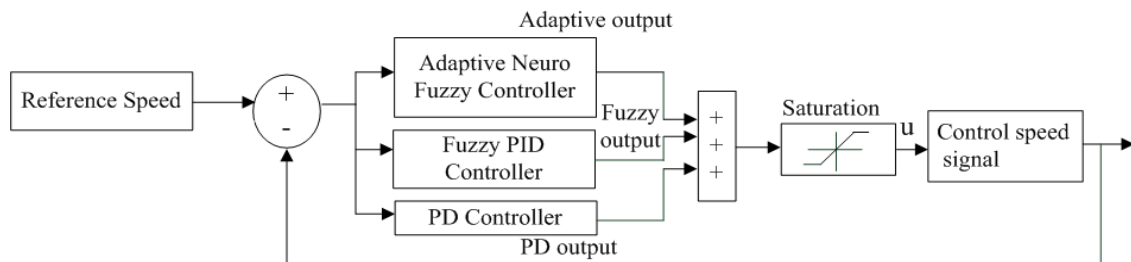 Adaptive output
Reference Speed
+
-
Adaptive Neuro
Fuzzy Controller
Fuzzy PID
Controller
PD Controller
PD output
Fuzzy
output
+
+
+
Saturation
u
Control speed
signal